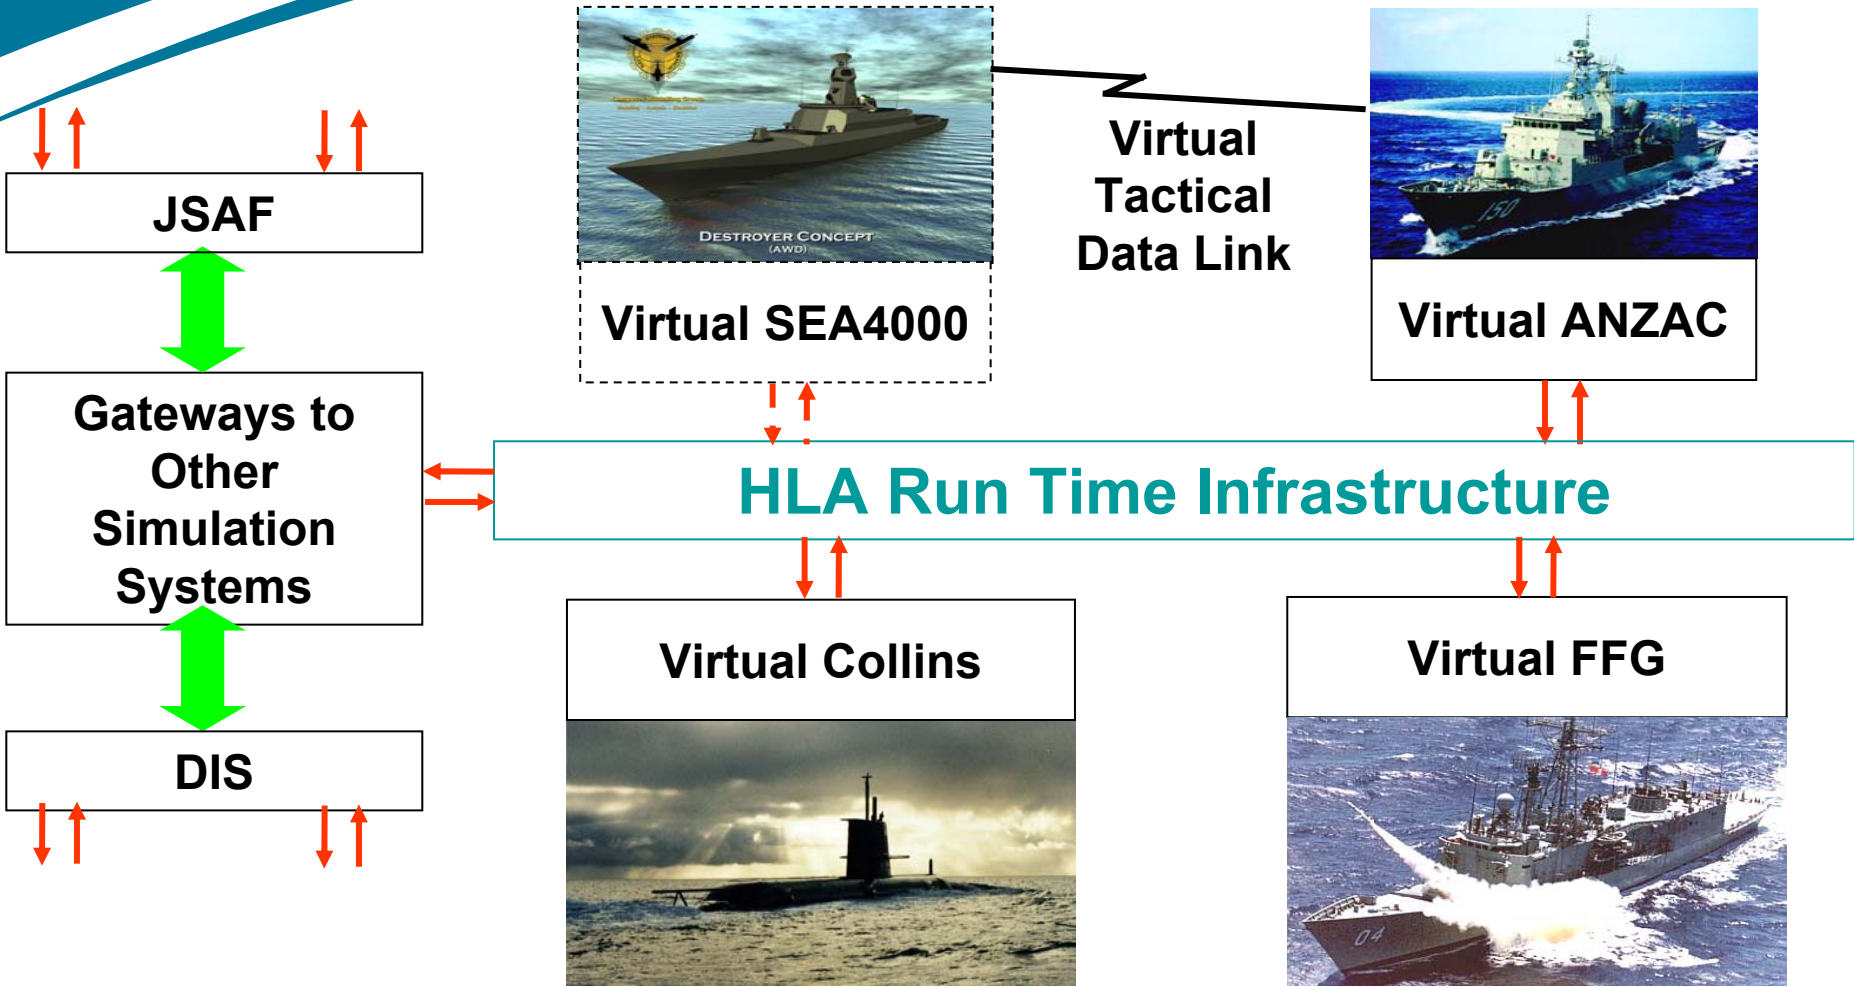 JSAF
Gateways to
Other
Simulation
Systems
DIS
DESTROYER CONCEPT
(AWD)
Virtual SEA4000
Virtual
Tactical
Data Link
150
Virtual ANZAC
HLA Run Time Infrastructure
Virtual Collins
Virtual FFG
04